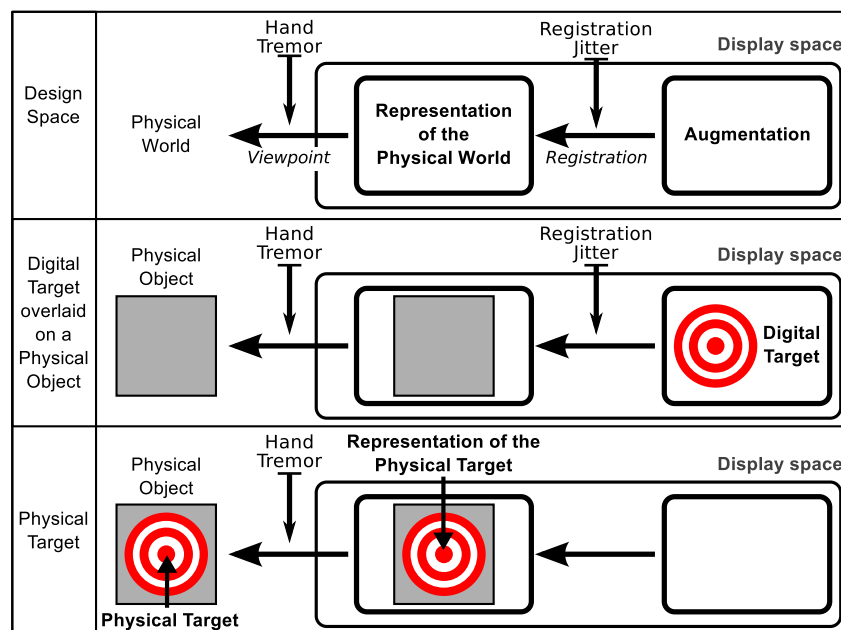 Design
Space
Physical
World
Hand
Tremor
Viewpoint
Representation
of the
Physical World
Registration
Jitter
Registration
Display space
Augmentation
Digital
Target
overlaid
on a
Physical
Object
Physical
Object
Hand
Tremor
Registration
Jitter
Display space
Digital
Target
Physical
Target
Physical
Object
Physical Target
Hand
Tremor
Representation of the
Physical Target
Display space